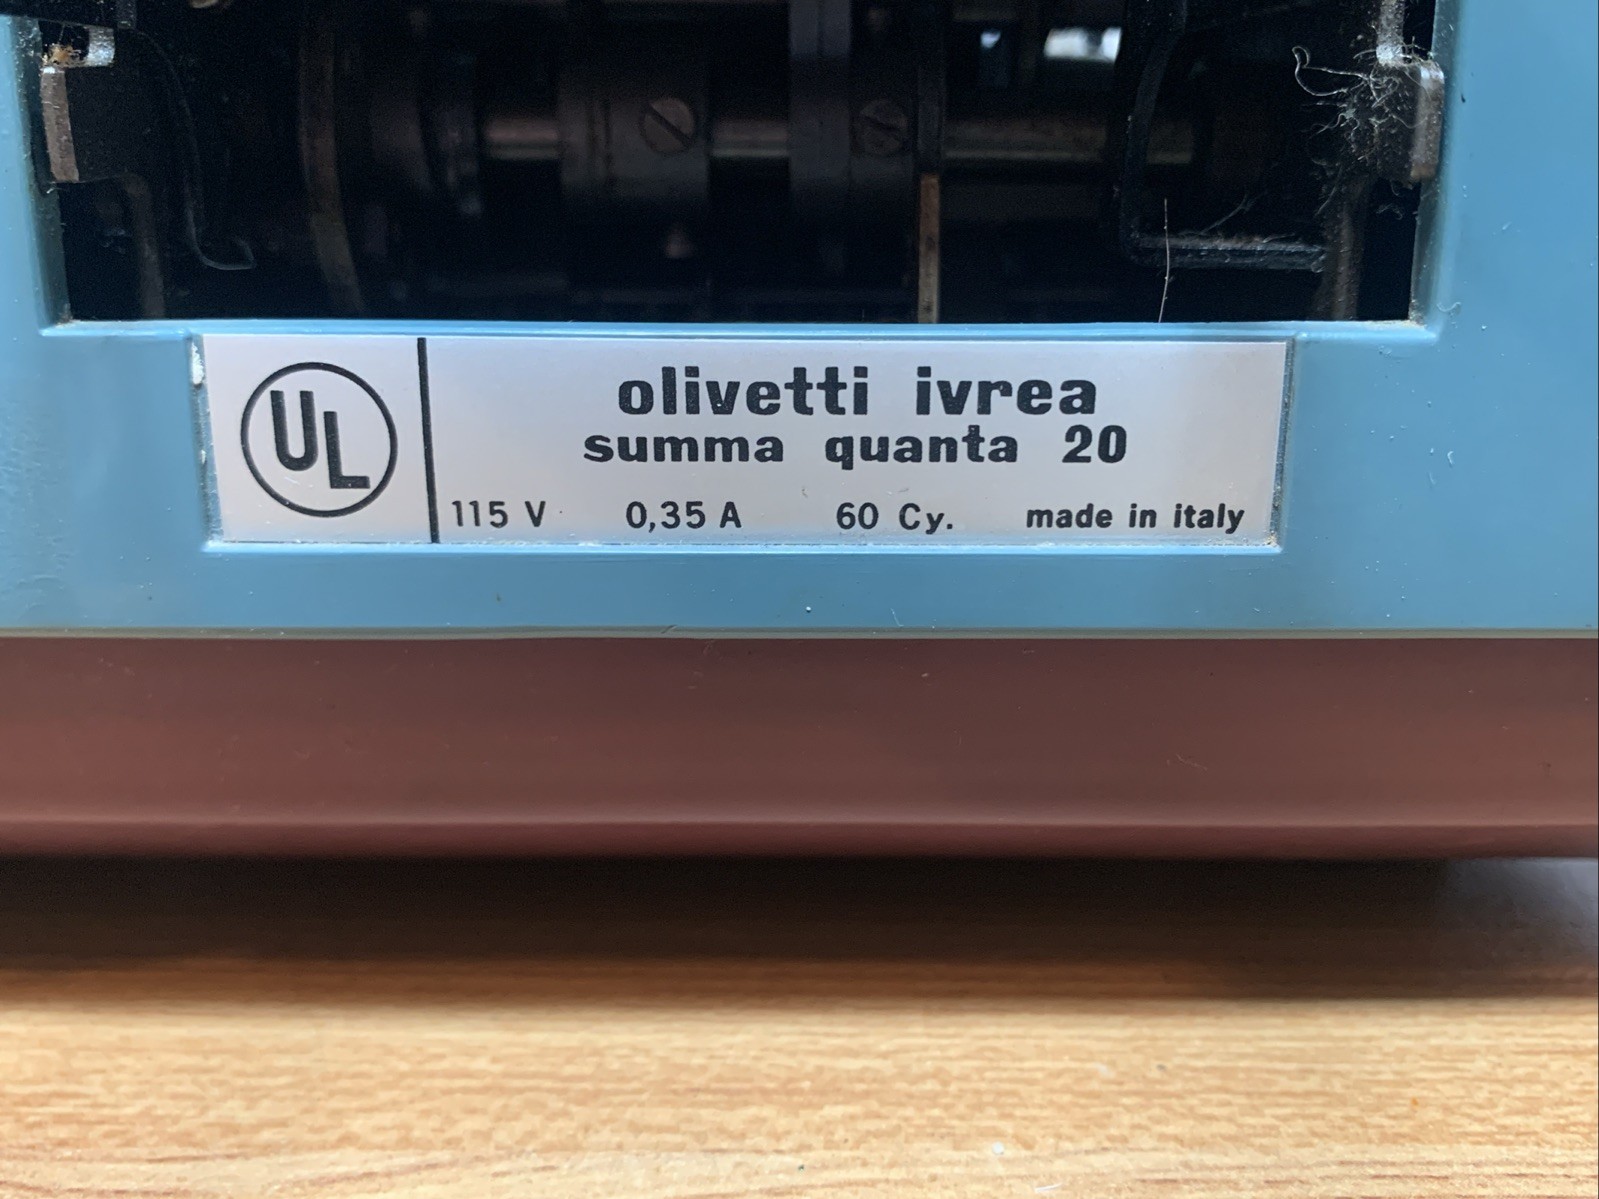 UL
olivetti ivrea
summa quanta 20
115 V 0,35 A 60 Cy. made in italy